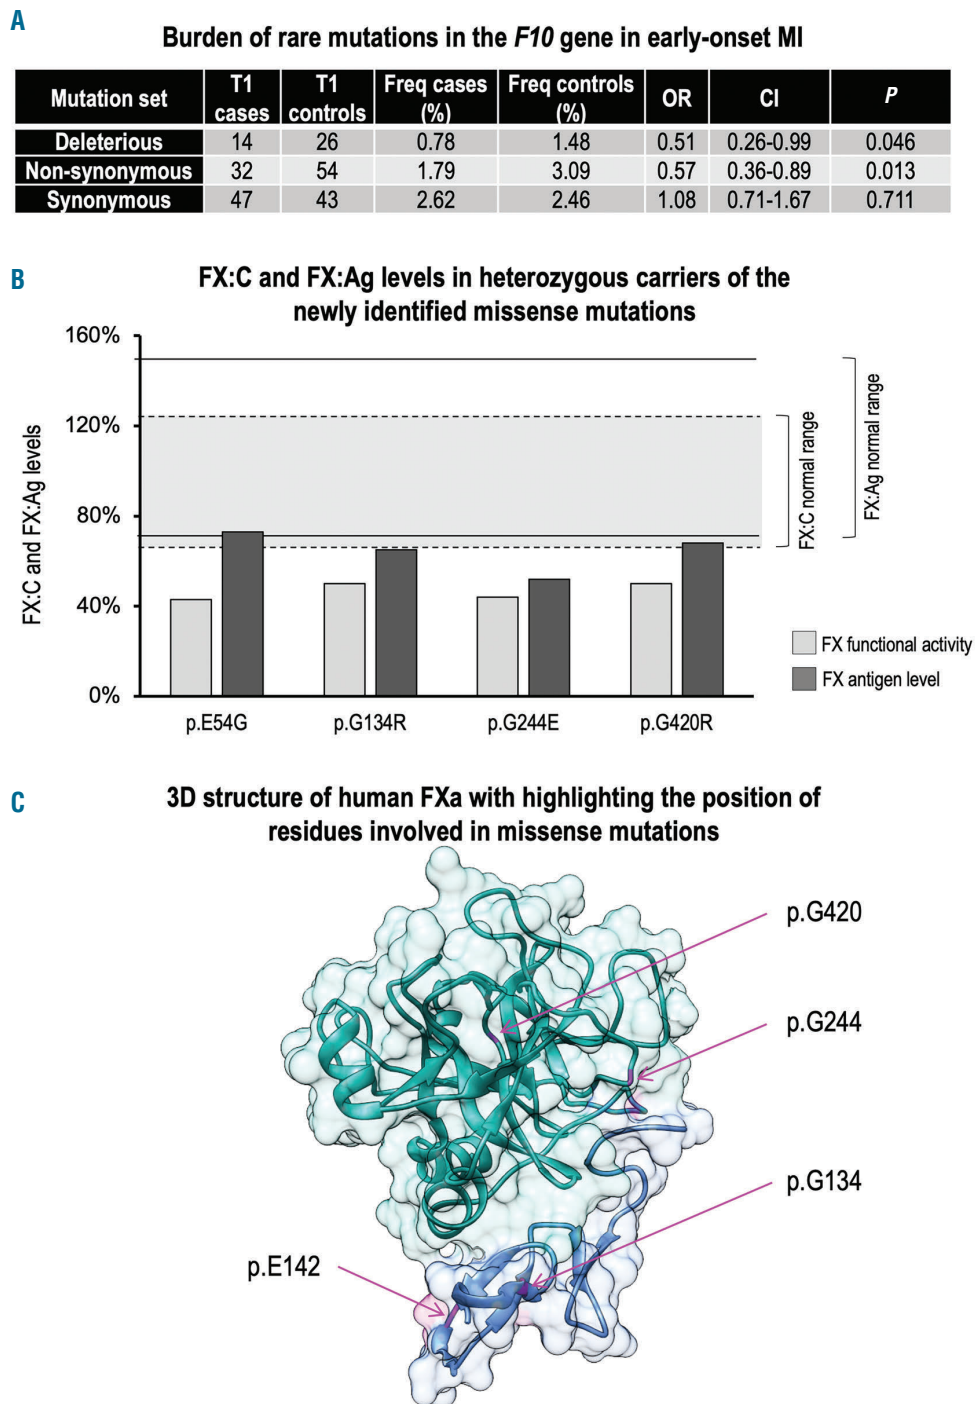 A
Burden of rare mutations in the F10 gene in early-onset MI
Mutation set T1 cases T1 controls Freq cases (%) Freq controls (%) OR CI P
Deleterious 14 26 0.78 1.48 0.51 0.26-0.99 0.046
Non-synonymous 32 54 1.79 3.09 0.57 0.36-0.89 0.013
Synonymous 47 43 2.62 2.46 1.08 0.71-1.67 0.711
B
FX:C and FX:Ag levels in heterozygous carriers of the
newly identified missense mutations
FX:C and FX:Ag levels
160%
120%
80%
40%
0%
p.E54G p.G134R p.G244E p.G420R
FX:C normal range
FX:Ag normal range
FX functional activity
FX antigen level
C
3D structure of human FXa with highlighting the position of
residues involved in missense mutations
p.G420
p.G244
p.G134
p.E142